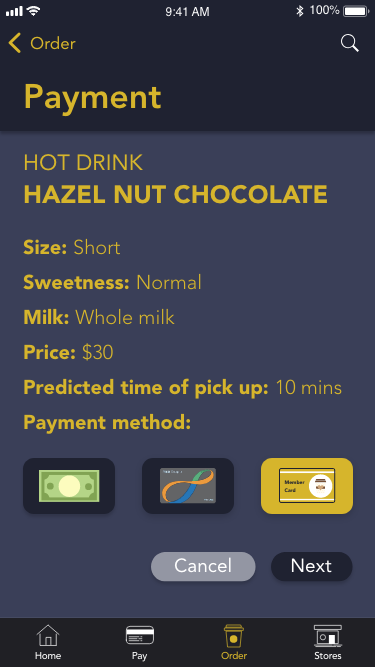 9:41 AM
100%
Order
Payment
HOT DRINK
HAZEL NUT CHOCOLATE
Size: Short
Sweetness: Normal
Milk: Whole milk
Price: $30
Predicted time of pick up: 10 mins
Payment method:
Member
Card
Cancel
Next
Home
Pay
Order
Stores